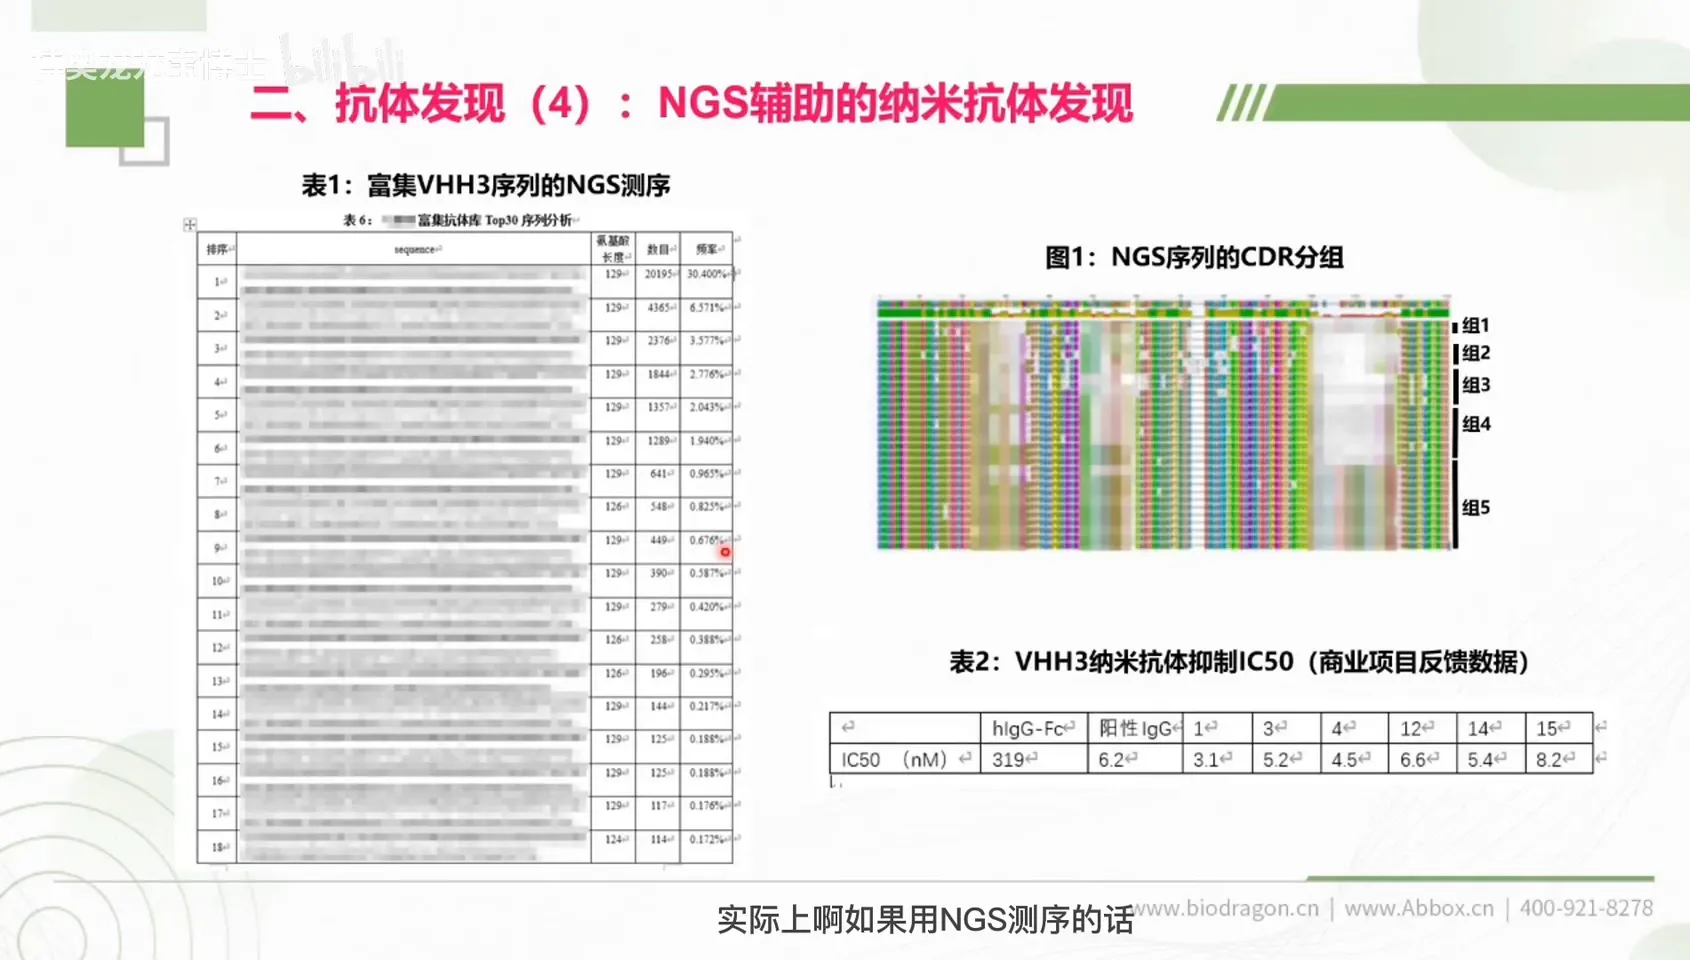 bilibili
二、抗体发现（4）：NGS辅助的纳米抗体发现
表1：富集VHH3序列的NGS测序
表 6： 富集抗体库 Top30 序列分析
排序 sequence 氨基酸长度 数目 频率
1 129 20195 30.400%
2 129 4365 6.571%
3 129 2376 3.577%
4 129 1844 2.776%
5 129 1357 2.043%
6 129 1289 1.940%
7 129 641 0.965%
8 126 548 0.825%
9 129 449 0.676%
10 129 390 0.587%
11 129 279 0.420%
12 126 258 0.388%
13 126 196 0.295%
14 129 144 0.217%
15 129 125 0.188%
16 129 125 0.188%
17 129 117 0.176%
18 124 114 0.172%
图1：NGS序列的CDR分组
组1
组2
组3
组4
组5
表2：VHH3纳米抗体抑制IC50（商业项目反馈数据）
hIgG-Fc 阳性IgG 1 3 4 12 14 15
IC50 （nM） 319 6.2 3.1 5.2 4.5 6.6 5.4 8.2
实际上啊如果用NGS测序的话
www.biodragon.cn | www.Abbox.cn | 400-921-8278